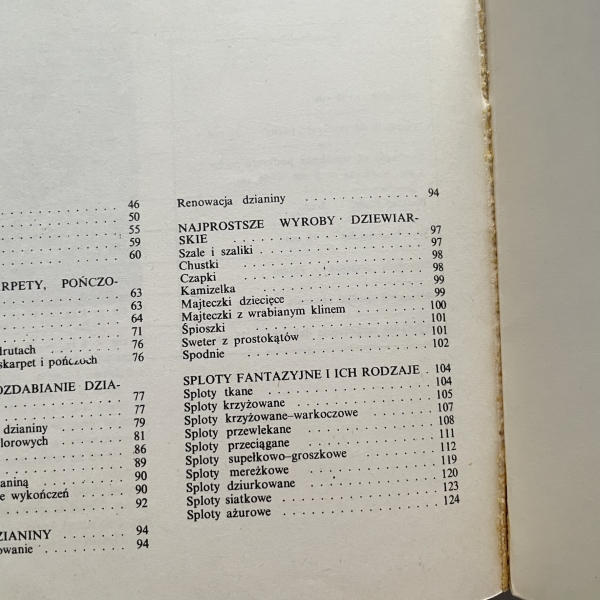 . . . . . . . . . . 46
. . . . . . . . . . 50
. . . . . . . . . . 55
. . . . . . . . . . 59
. . . . . . . . . . 60
ARPETY, POŃCZO-
. . . . . . . . . . 63
. . . . . . . . . . 63
. . . . . . . . . . 64
. . . . . . . . . . 71
drutach . . . . . . 76
skarpet i pończoch 76
OZDABIANIE DZIA-
. . . . . . . . . . 77
. . . . . . . . . . 77
dzianiny . . . . . . 79
lorowych . . . . . . 81
. . . . . . . . . . 86
. . . . . . . . . . 89
aniną . . . . . . . 90
e wykończeń . . . . 90
. . . . . . . . . . 92
ZIANINY . . . . . . 94
owanie . . . . . . . 94
Renowacja dzianiny . . . . . . . . . . 94
NAJPROSTSZE WYROBY DZIEWIAR-
SKIE . . . . . . . . . . 97
Szale i szaliki . . . . . . . . . . 97
Chustki . . . . . . . . . . 98
Czapki . . . . . . . . . . 98
Kamizelka . . . . . . . . . . 99
Majteczki dziecięce . . . . . . . . . . 99
Majteczki z wrabianym klinem . . . . . 100
Śpioszki . . . . . . . . . . 101
Sweter z prostokątów . . . . . . . . . 101
Spodnie . . . . . . . . . . 102
SPLOTY FANTAZYJNE I ICH RODZAJE . 104
Sploty tkane . . . . . . . . . . 104
Sploty krzyżowane . . . . . . . . . . 105
Sploty krzyżowane–warkoczowe . . . . . 107
Sploty przewlekane . . . . . . . . . . 108
Sploty przeciągane . . . . . . . . . . 111
Sploty supełkowo–groszkowe . . . . . . 112
Sploty mereżkowe . . . . . . . . . . 119
Sploty dziurkowane . . . . . . . . . . 120
Sploty siatkowe . . . . . . . . . . 123
Sploty ażurowe . . . . . . . . . . 124